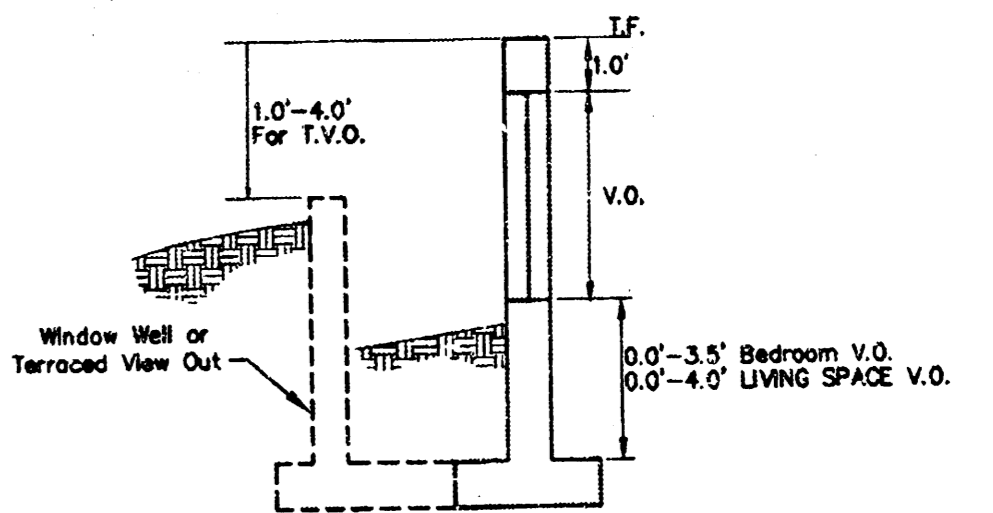 T.F.
1.0'
1.0'-4.0'
For T.V.O.
V.O.
Window Well or
Terraced View Out
0.0'-3.5' Bedroom V.O.
0.0'-4.0' LIVING SPACE V.O.